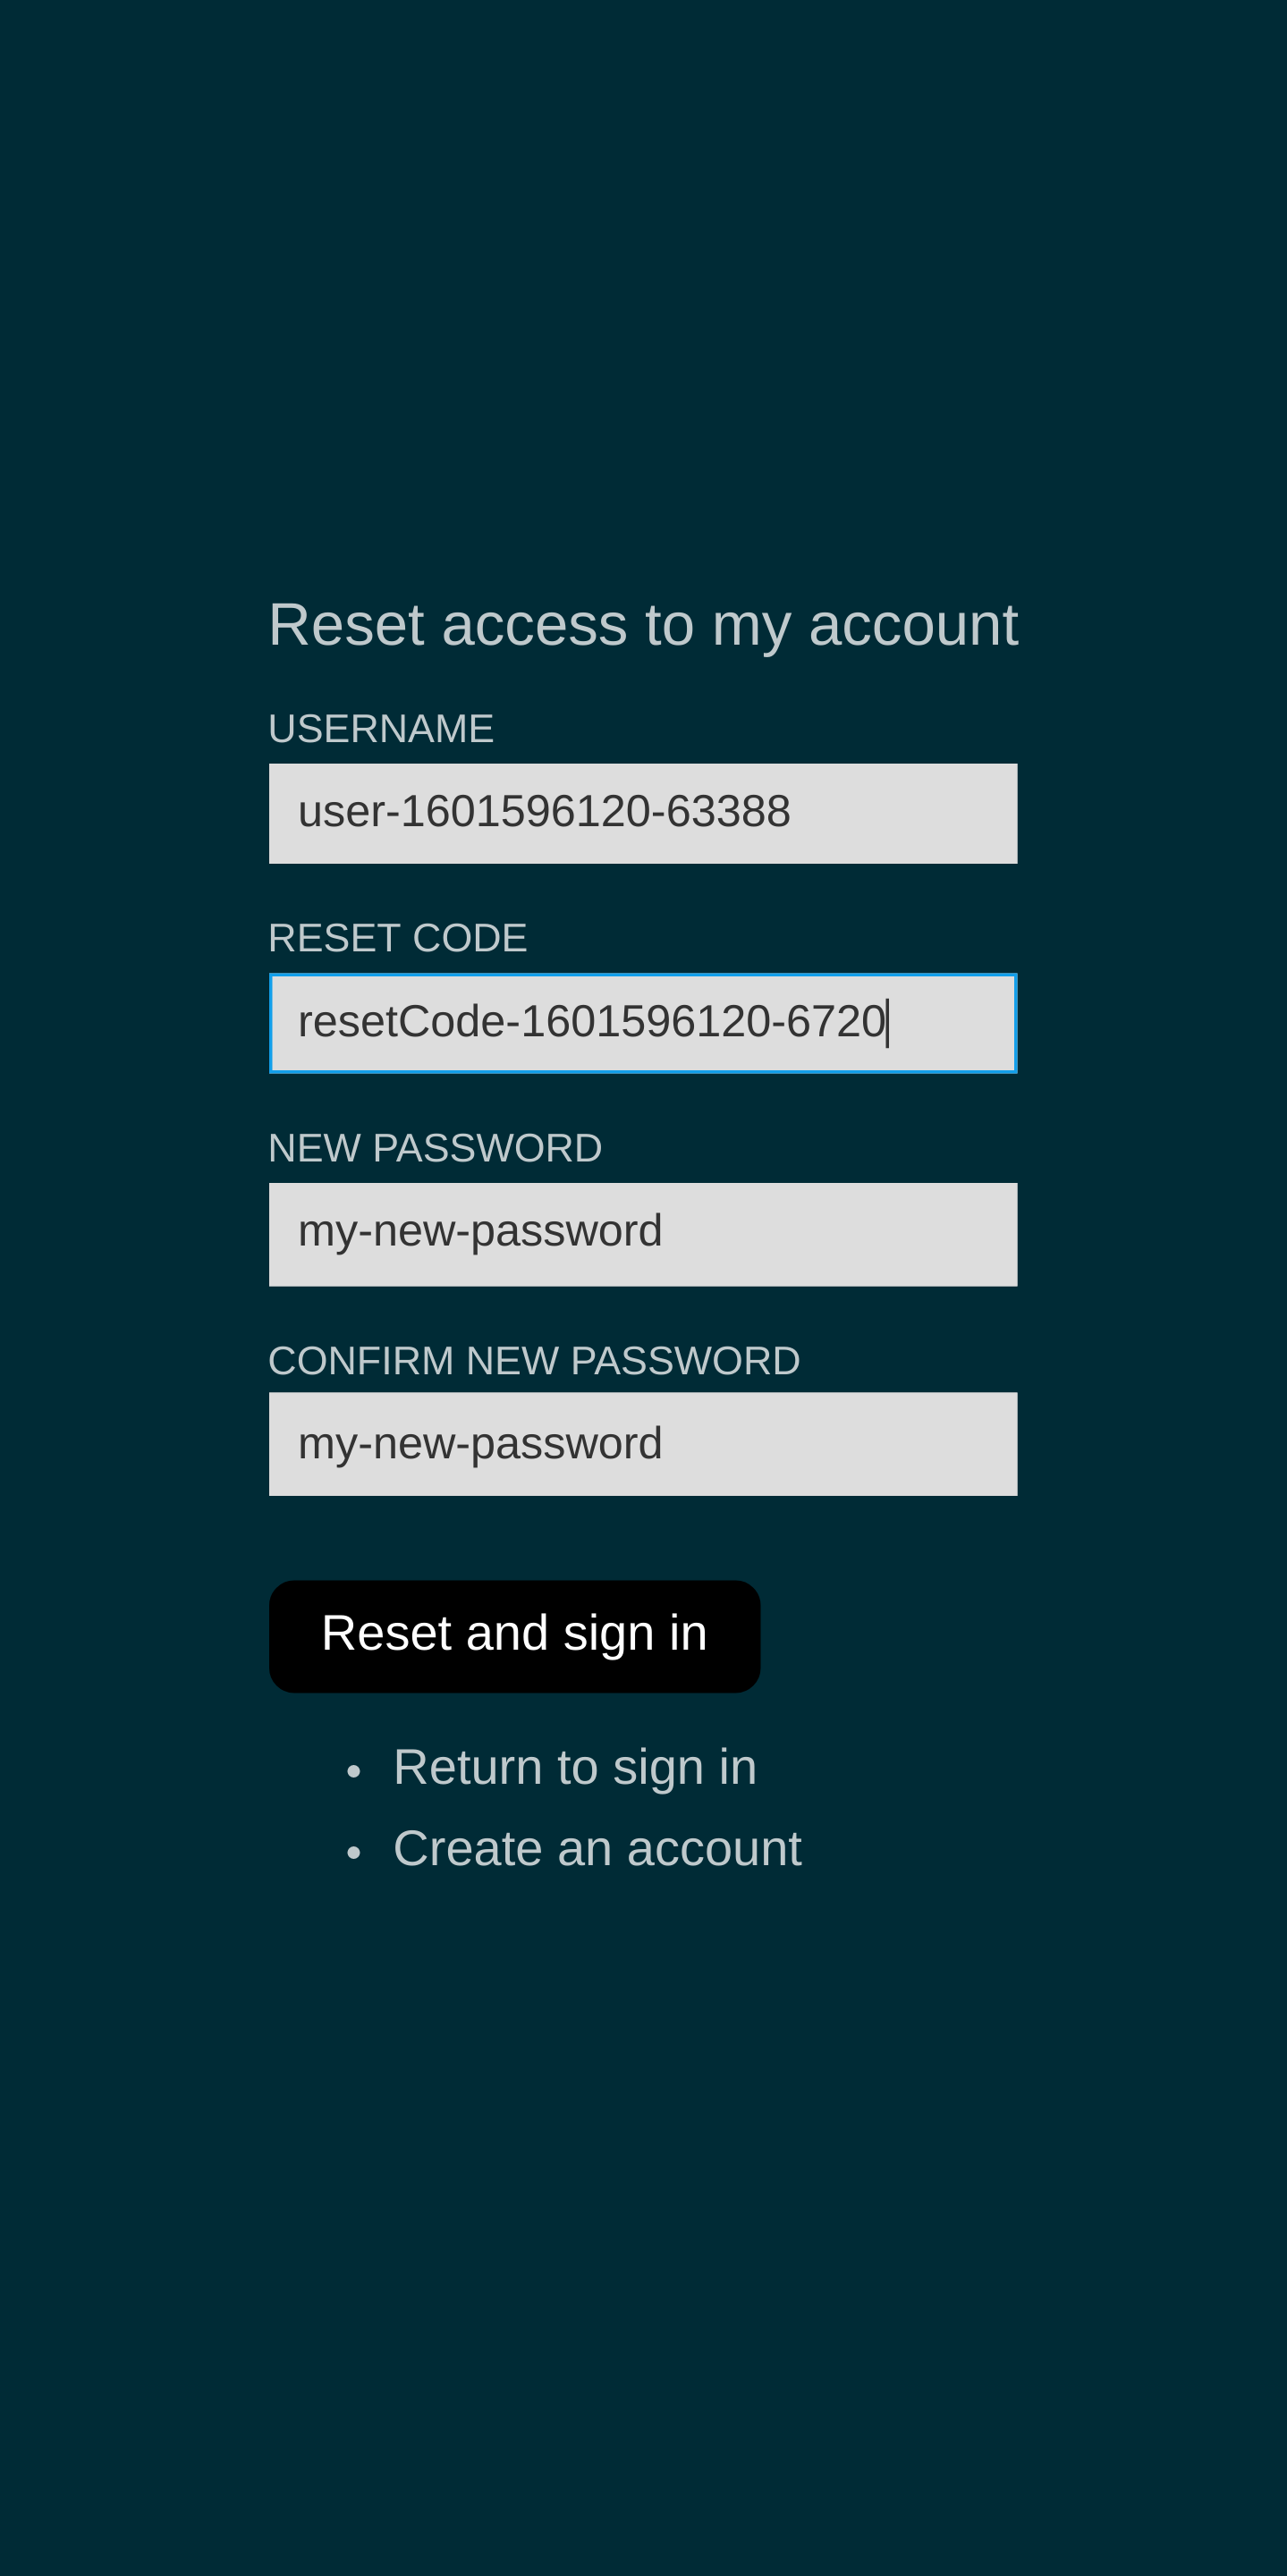 Reset access to my account
USERNAME
user-1601596120-63388
RESET CODE
resetCode-1601596120-6720
NEW PASSWORD
my-new-password
CONFIRM NEW PASSWORD
my-new-password
Reset and sign in
• Return to sign in
• Create an account